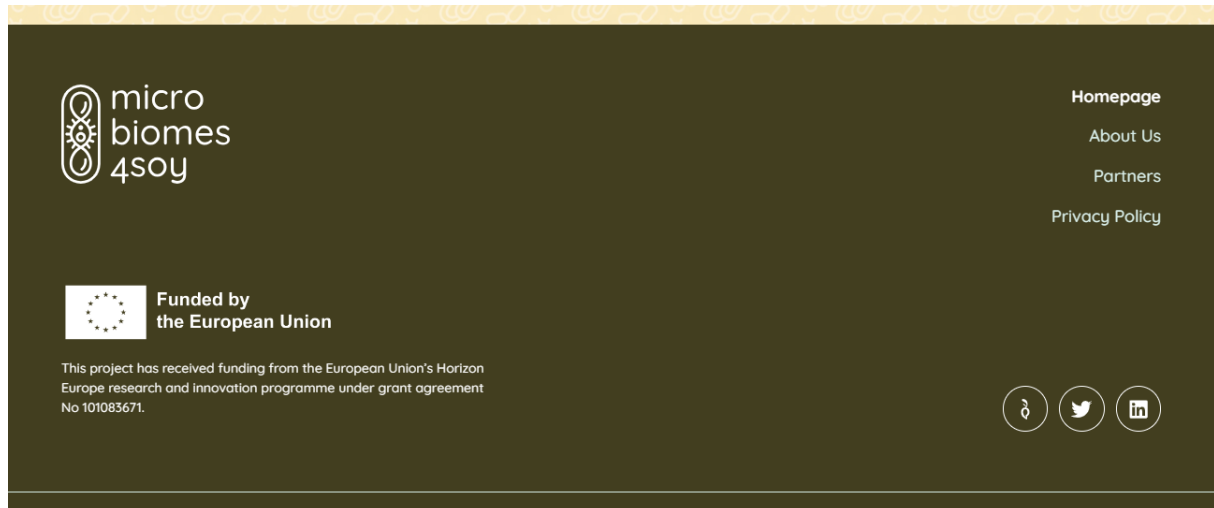 micro
biomes
4soy
Homepage
About Us
Partners
Privacy Policy
Funded by
the European Union
This project has received funding from the European Union's Horizon
Europe research and innovation programme under grant agreement
No 101083671.
in